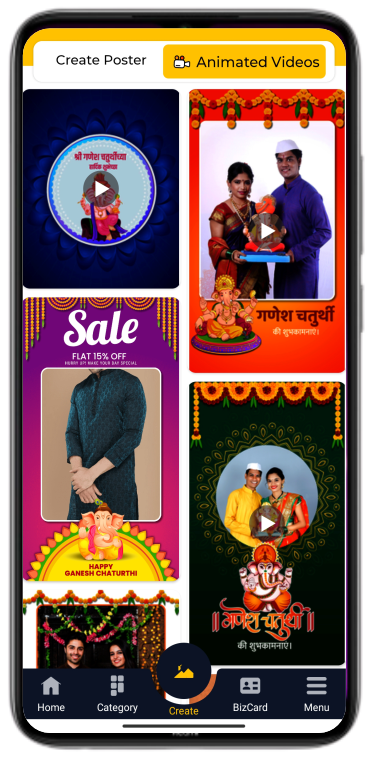 Create Poster
Animated Videos
श्री गणेश चतुर्थीच्या
हार्दिक शुभेच्छा
गणेश चतुर्थी
की शुभकामनाएं।
Sale
FLAT 15% OFF
HURRY UP! MAKE YOUR DAY SPECIAL
HAPPY
GANESH CHATURTHI
॥गणेश चतुर्थी॥
की शुभकामनाएं।
Home
Category
Create
BizCard
Menu